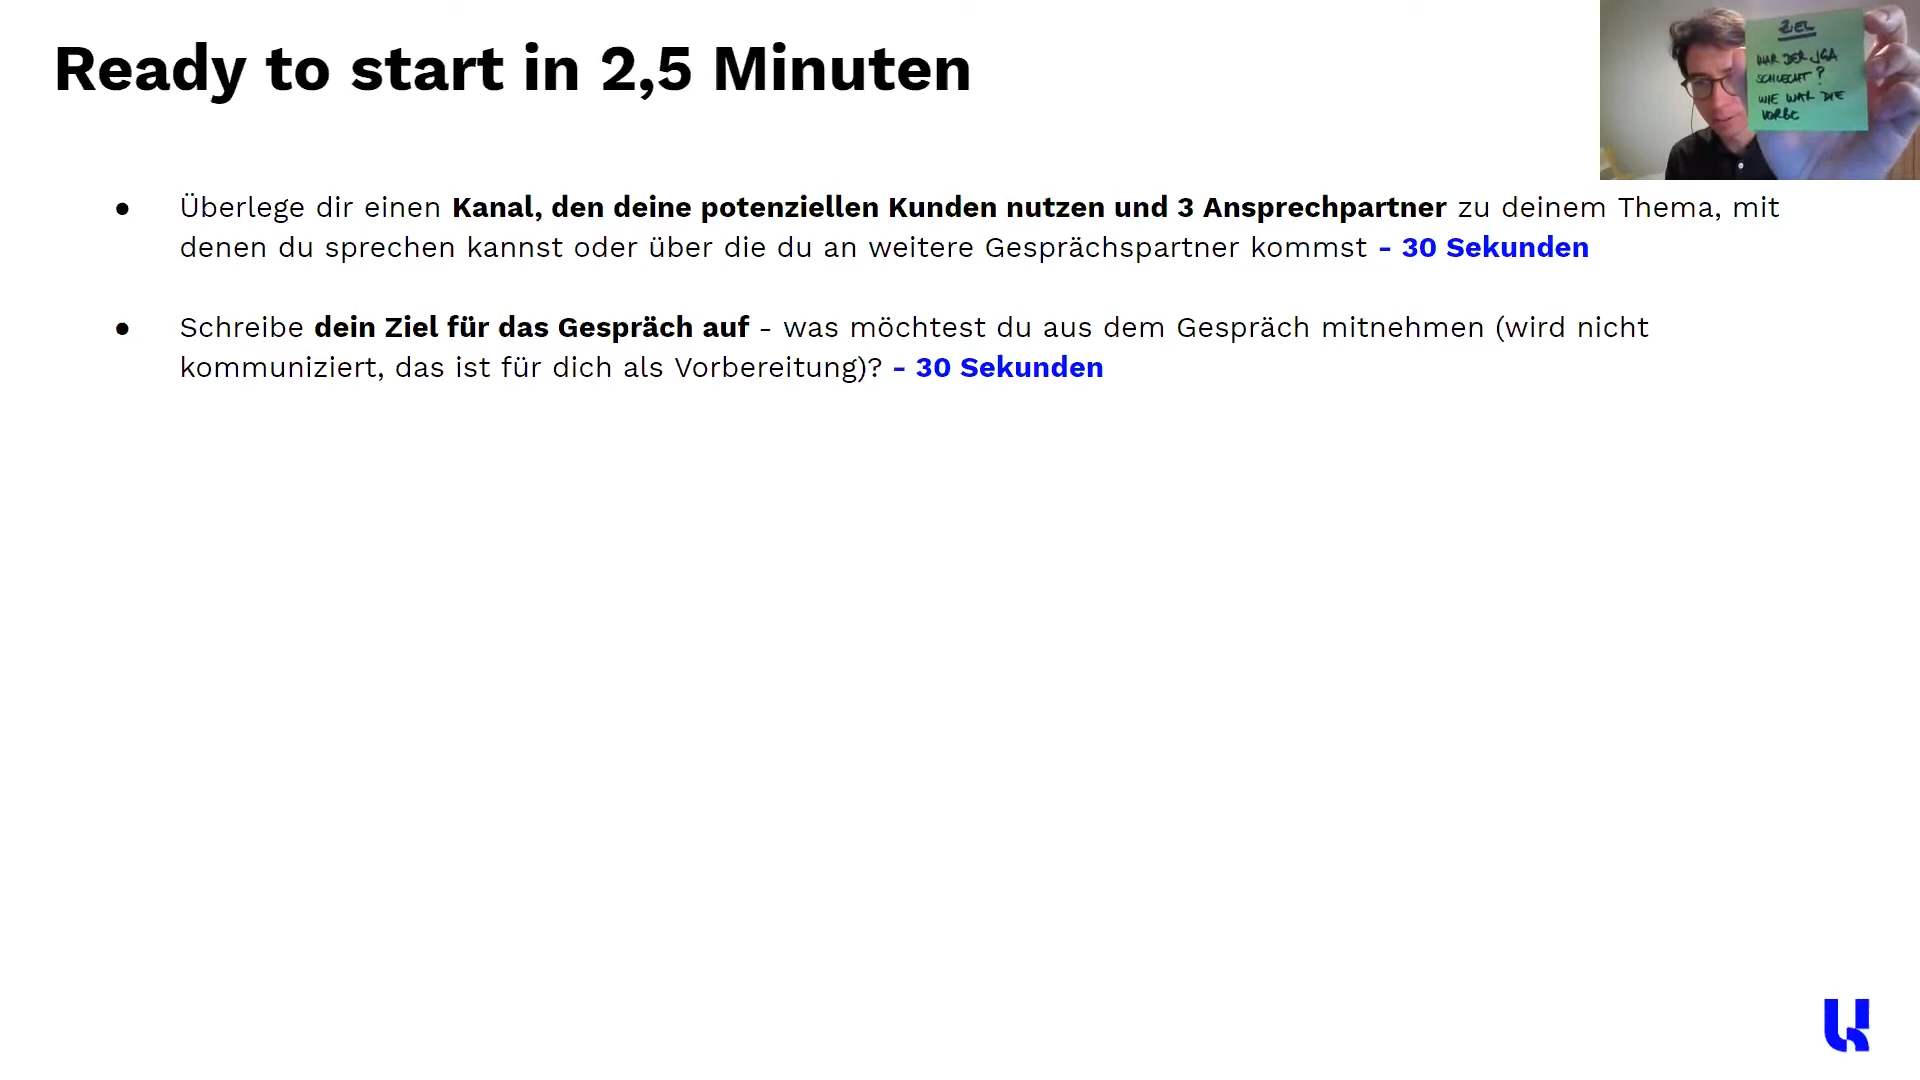 Ready to start in 2,5 Minuten
ZIEL
WAR DER JGA
SCHLECHT?
WIE WAR DIE
VORBE
● Überlege dir einen Kanal, den deine potenziellen Kunden nutzen und 3 Ansprechpartner zu deinem Thema, mit
denen du sprechen kannst oder über die du an weitere Gesprächspartner kommst - 30 Sekunden
● Schreibe dein Ziel für das Gespräch auf - was möchtest du aus dem Gespräch mitnehmen (wird nicht
kommuniziert, das ist für dich als Vorbereitung)? - 30 Sekunden